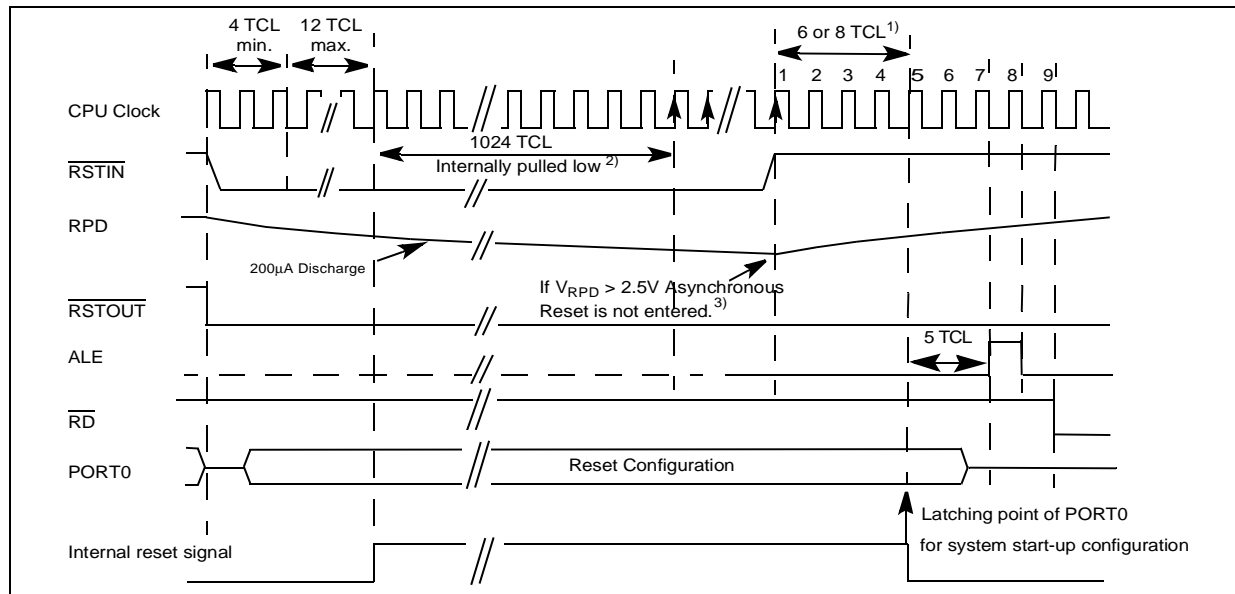 4 TCL
min.
12 TCL
max.
6 or 8 TCL1)
1 2 3 4 5 6 7 8 9
CPU Clock
1024 TCL
Internally pulled low 2)
RSTIN
RPD
200µA Discharge
If VRPD > 2.5V Asynchronous
Reset is not entered.3)
RSTOUT
5 TCL
ALE
RD
PORT0
Reset Configuration
Latching point of PORT0
for system start-up configuration
Internal reset signal